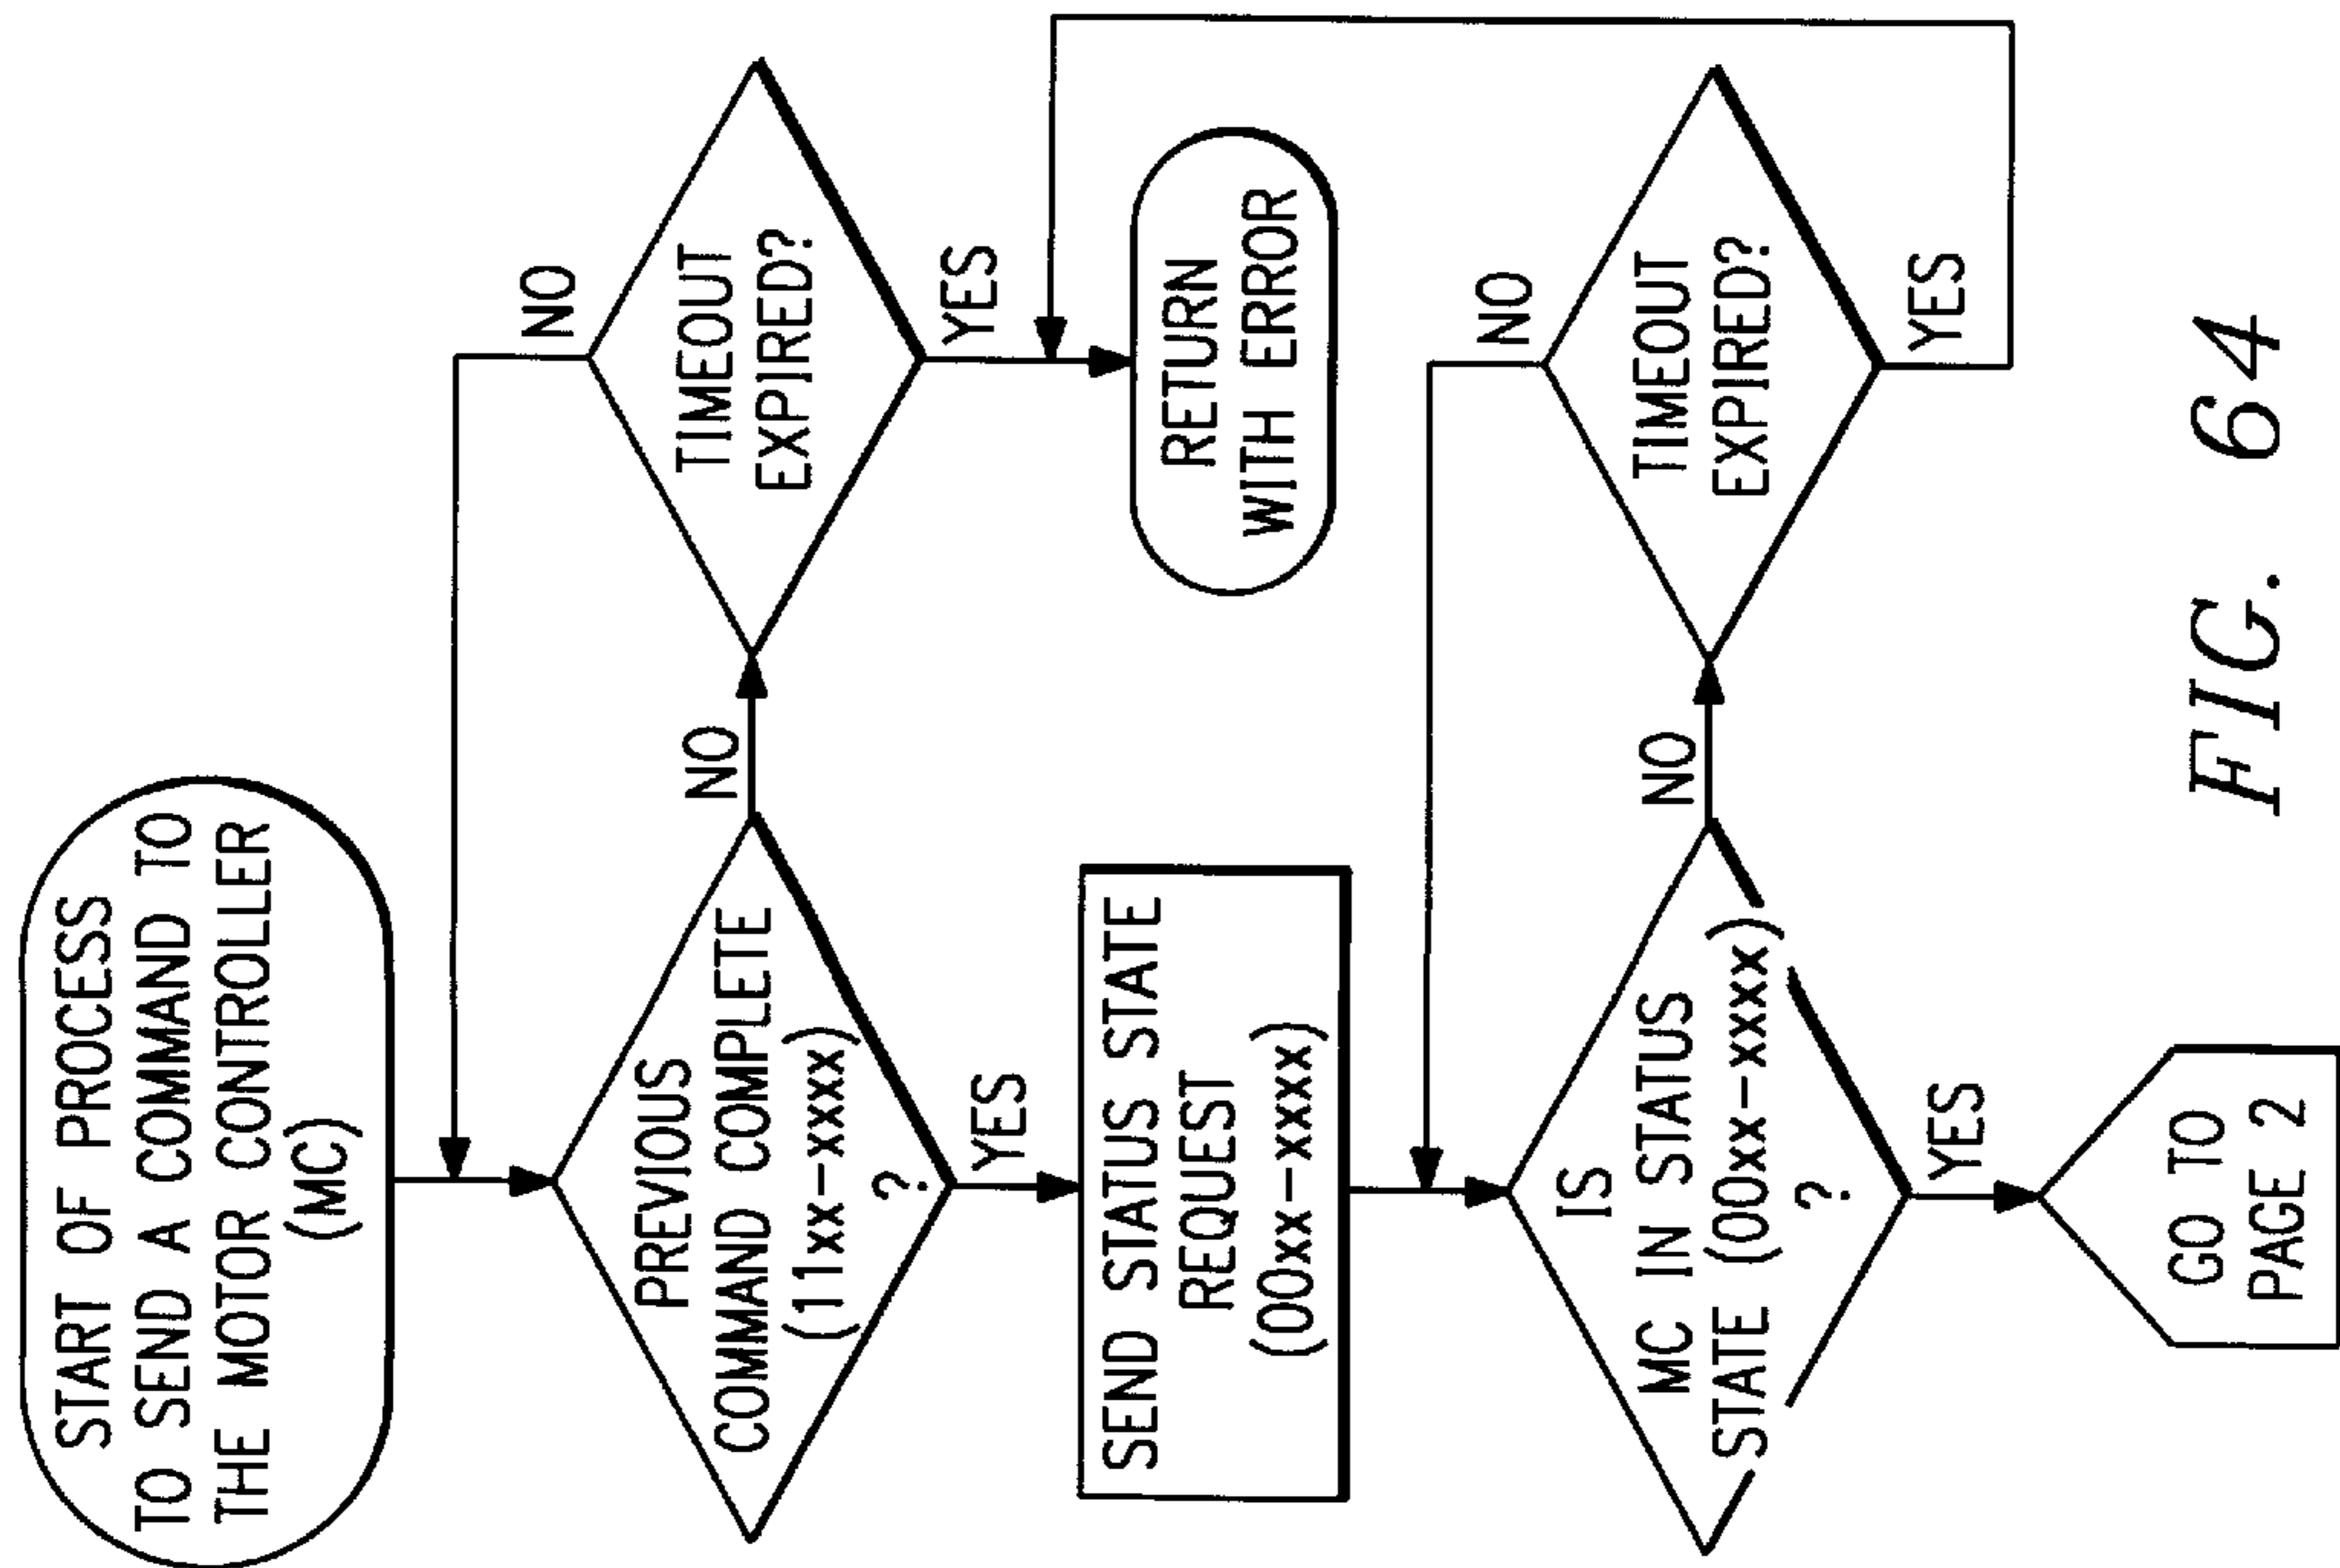 START OF PROCESS
TO SEND A COMMAND TO
THE MOTOR CONTROLLER
(MC)
PREVIOUS
COMMAND COMPLETE
(11xx-xxxx)
?
NO
TIMEOUT
EXPIRED?
NO
YES
RETURN
WITH ERROR
YES
SEND STATUS STATE
REQUEST
(00xx-xxxx)
IS
MC IN STATUS
STATE (00xx-xxxx)
?
NO
TIMEOUT
EXPIRED?
NO
YES
YES
GO TO
PAGE 2
FIG. 64